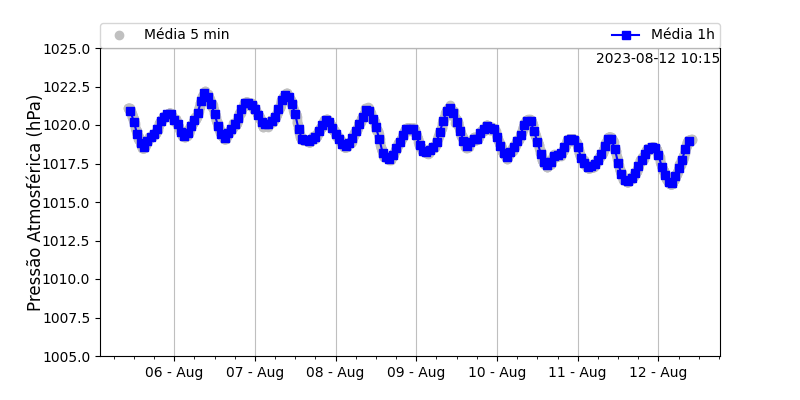 Média 5 min
Média 1h
2023-08-12 10:15
Pressão Atmosférica (hPa)
1025.0
1022.5
1020.0
1017.5
1015.0
1012.5
1010.0
1007.5
1005.0
06 - Aug
07 - Aug
08 - Aug
09 - Aug
10 - Aug
11 - Aug
12 - Aug